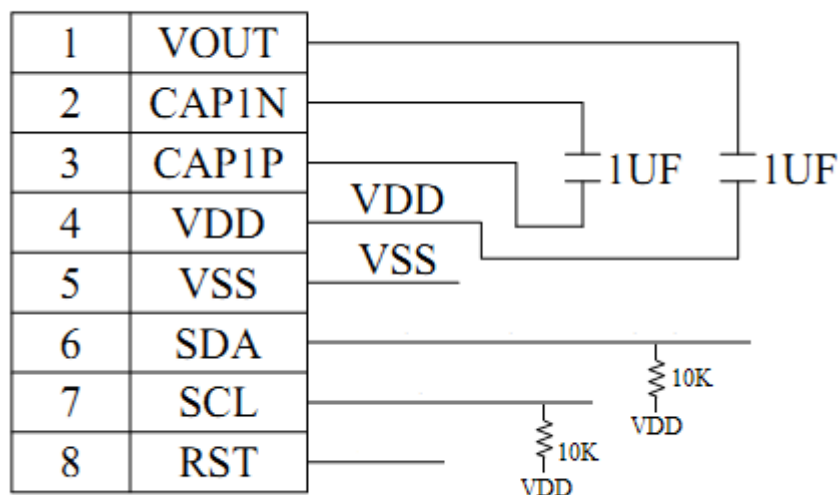 1 VOUT
2 CAP1N
3 CAP1P 1UF 1UF
4 VDD VDD
5 VSS VSS
6 SDA
10K
7 SCL VDD
8 RST 10K
VDD